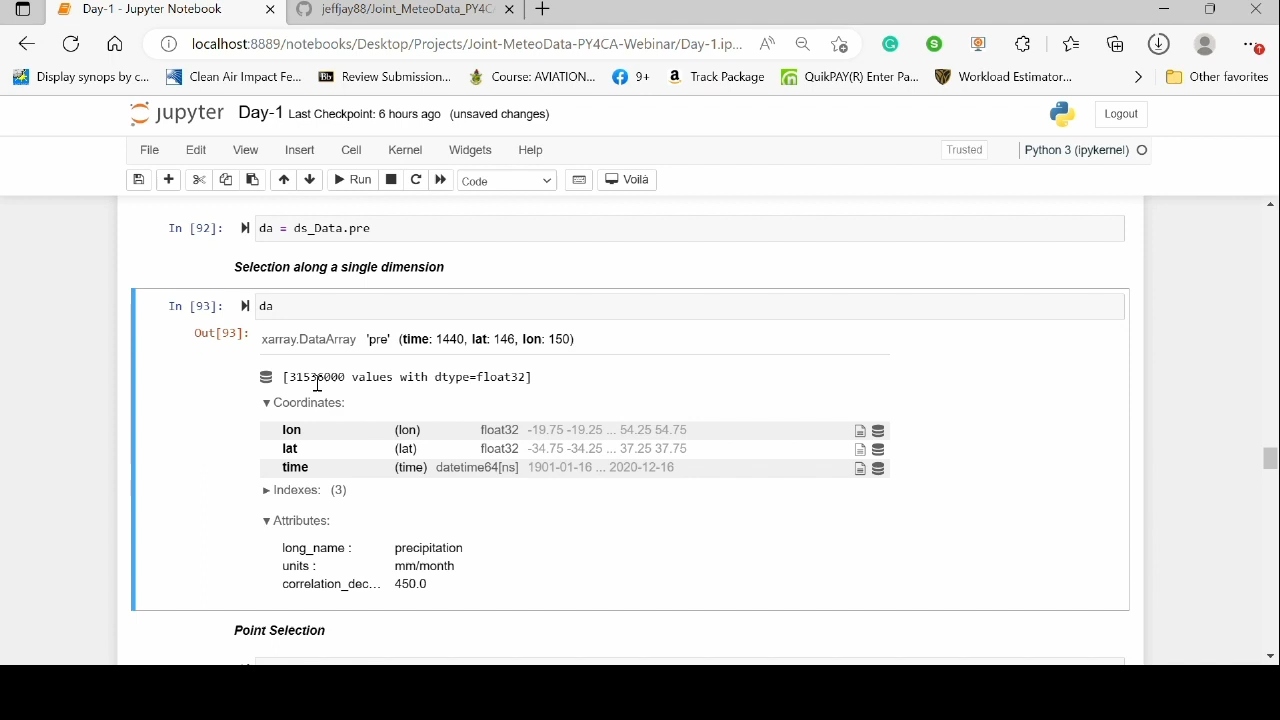 Day-1 - Jupyter Notebook
jeffjay88/Joint_MeteoData_PY4C
localhost:8889/notebooks/Desktop/Projects/Joint-MeteoData-PY4CA-Webinar/Day-1.ip...
Display synops by c... Clean Air Impact Fe... Bb Review Submission... Course: AVIATION... 9+ Track Package QuikPAY(R) Enter Pa... Workload Estimator... Other favorites
jupyter Day-1 Last Checkpoint: 6 hours ago (unsaved changes) Logout
File Edit View Insert Cell Kernel Widgets Help Trusted Python 3 (ipykernel)
Run Code Voilà
In [92]: da = ds_Data.pre
Selection along a single dimension
In [93]: da
Out[93]: xarray.DataArray 'pre' (time: 1440, lat: 146, lon: 150)
[31536000 values with dtype=float32]
Coordinates:
lon (lon) float32 -19.75 -19.25 ... 54.25 54.75
lat (lat) float32 -34.75 -34.25 ... 37.25 37.75
time (time) datetime64[ns] 1901-01-16 ... 2020-12-16
Indexes: (3)
Attributes:
long_name : precipitation
units : mm/month
correlation_dec... 450.0
Point Selection